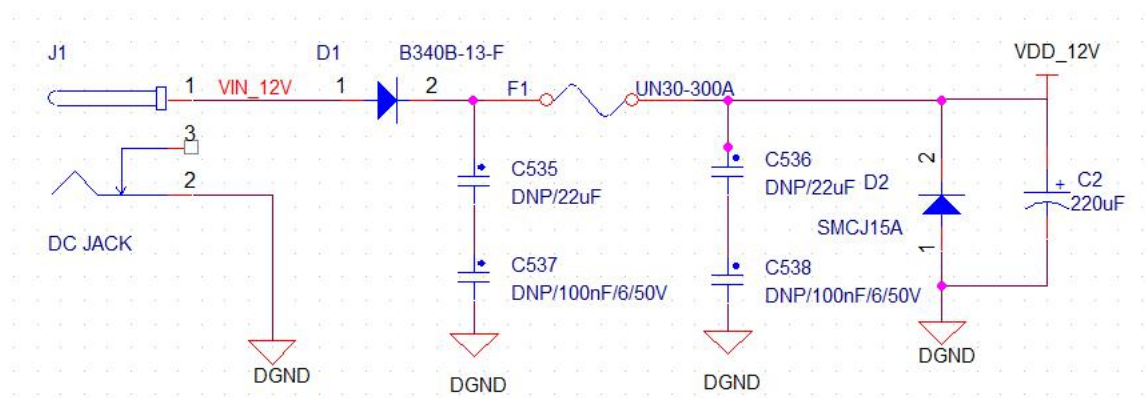 J1
D1
B340B-13-F
VDD_12V
1
VIN_12V
1
2
F1
UN30-300A
3
2
C535
DNP/22uF
C536
DNP/22uF
2
D2
+
C2
220uF
SMCJ15A
DC JACK
1
C537
DNP/100nF/6/50V
C538
DNP/100nF/6/50V
DGND
DGND
DGND
DGND